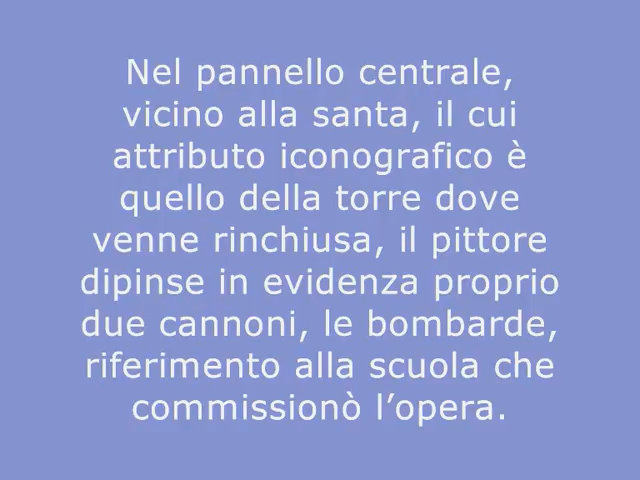 Nel pannello centrale,
vicino alla santa, il cui
attributo iconografico è
quello della torre dove
venne rinchiusa, il pittore
dipinse in evidenza proprio
due cannoni, le bombarde,
riferimento alla scuola che
commissionò l’opera.